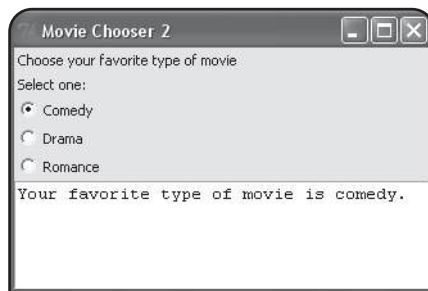 Movie Chooser 2
Choose your favorite type of movie
Select one:
Comedy
Drama
Romance
Your favorite type of movie is comedy.